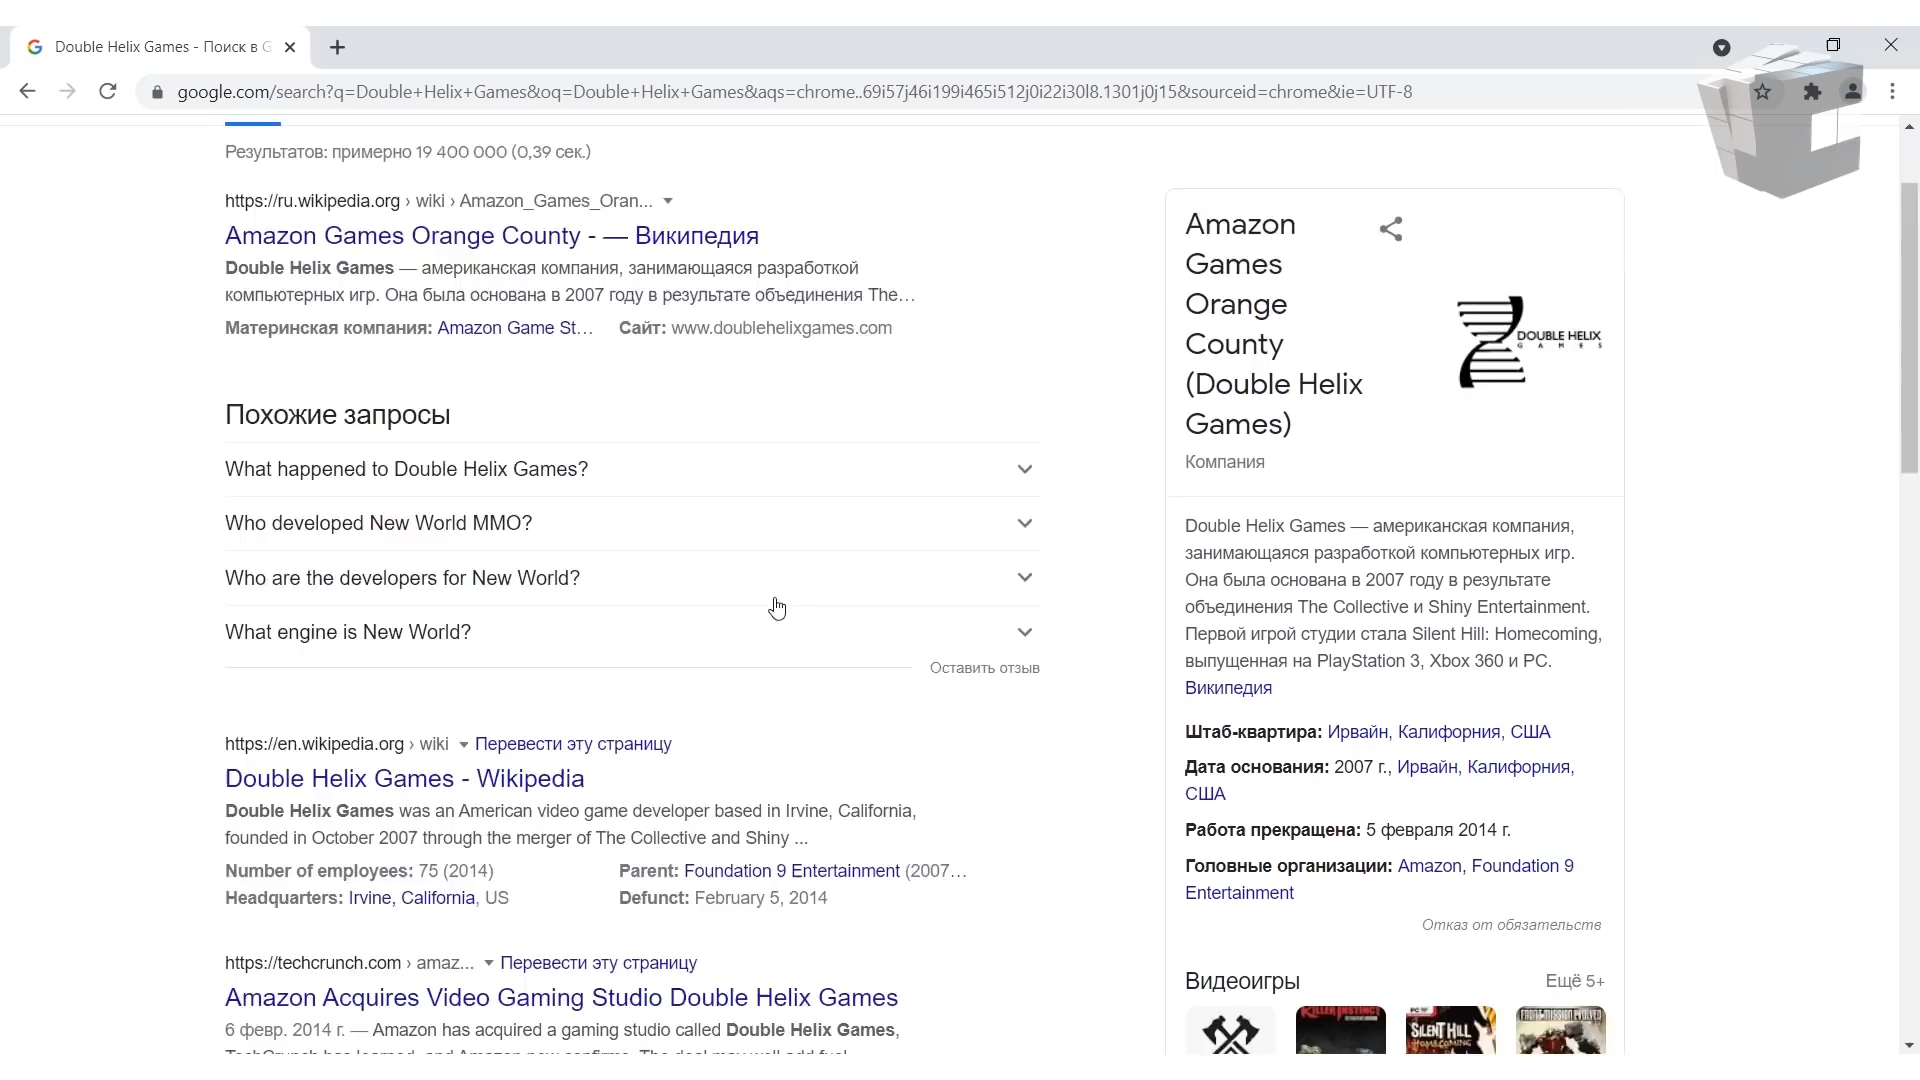 Double Helix Games - Поиск в G
google.com/search?q=Double+Helix+Games&oq=Double+Helix+Games&aqs=chrome..69i57j46i199i465i512j0i22i30l8.1301j0j15&sourceid=chrome&ie=UTF-8
Результатов: примерно 19 400 000 (0,39 сек.)
https://ru.wikipedia.org › wiki › Amazon_Games_Oran...
Amazon Games Orange County - — Википедия
Double Helix Games — американская компания, занимающаяся разработкой
компьютерных игр. Она была основана в 2007 году в результате объединения The…
Материнская компания: Amazon Game St… Сайт: www.doublehelixgames.com
Похожие запросы
What happened to Double Helix Games?
Who developed New World MMO?
Who are the developers for New World?
What engine is New World?
Оставить отзыв
https://en.wikipedia.org › wiki Перевести эту страницу
Double Helix Games - Wikipedia
Double Helix Games was an American video game developer based in Irvine, California,
founded in October 2007 through the merger of The Collective and Shiny ...
Number of employees: 75 (2014) Parent: Foundation 9 Entertainment (2007…
Headquarters: Irvine, California, US Defunct: February 5, 2014
https://techcrunch.com › amaz... Перевести эту страницу
Amazon Acquires Video Gaming Studio Double Helix Games
6 февр. 2014 г. — Amazon has acquired a gaming studio called Double Helix Games,
Amazon
Games
Orange
County
(Double Helix
Games)
DOUBLE HELIX
GAMES
Компания
Double Helix Games — американская компания,
занимающаяся разработкой компьютерных игр.
Она была основана в 2007 году в результате
объединения The Collective и Shiny Entertainment.
Первой игрой студии стала Silent Hill: Homecoming,
выпущенная на PlayStation 3, Xbox 360 и PC.
Википедия
Штаб-квартира: Ирвайн, Калифорния, США
Дата основания: 2007 г., Ирвайн, Калифорния,
США
Работа прекращена: 5 февраля 2014 г.
Головные организации: Amazon, Foundation 9
Entertainment
Отказ от обязательств
Видеоигры Ещё 5+
KILLER INSTINCT
SILENT HILL
HOMECOMING
FRONT MISSION EVOLVED